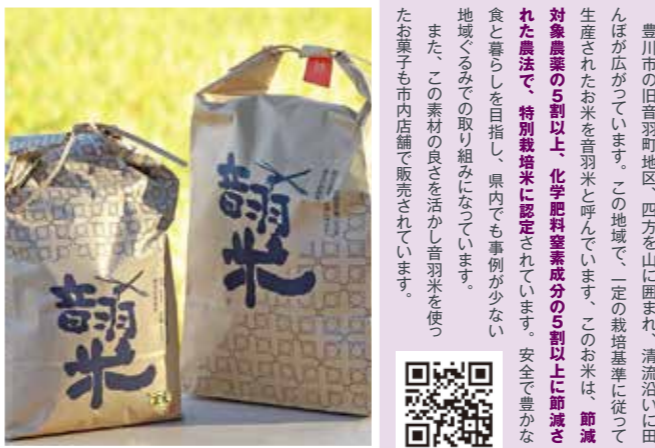 豊川市の旧音羽町地区、四方を山に囲まれ、清流沿いに田
んぼが広がっています。この地域で、一定の栽培基準に従って
生産されたお米を音羽米と呼んでいます、このお米は、節減
対象農薬の5割以上、化学肥料窒素成分の5割以上に節減さ
れた農法で、特別栽培米に認定されています。安全で豊かな
食と暮らしを目指し、県内でも事例が少ない
地域ぐるみでの取り組みになっています。
また、この素材の良さを活かし音羽米を使っ
たお菓子も市内店舗で販売されています。
音羽米
音羽米